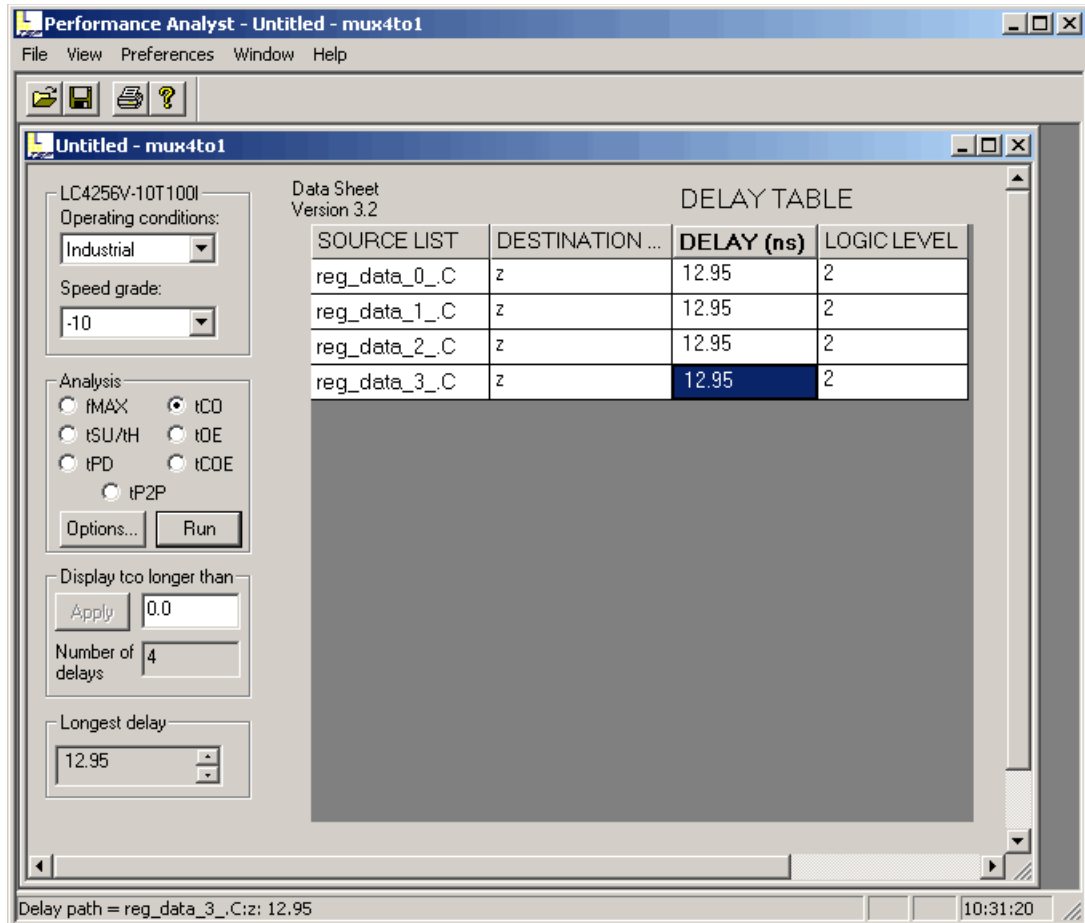 Performance Analyst - Untitled - mux4to1
File View Preferences Window Help
Untitled - mux4to1
LC4256V-10T100I
Operating conditions:
Industrial
Speed grade:
-10
Analysis
fMAX tCO
tSU/tH tOE
tPD tCOE
tP2P
Options... Run
Display tco longer than
Apply 0.0
Number of delays 4
Longest delay
12.95
Data Sheet
Version 3.2
DELAY TABLE
SOURCE LIST DESTINATION ... DELAY (ns) LOGIC LEVEL
reg_data_0_.C z 12.95 2
reg_data_1_.C z 12.95 2
reg_data_2_.C z 12.95 2
reg_data_3_.C z 12.95 2
Delay path = reg_data_3_.C:z: 12.95 10:31:20